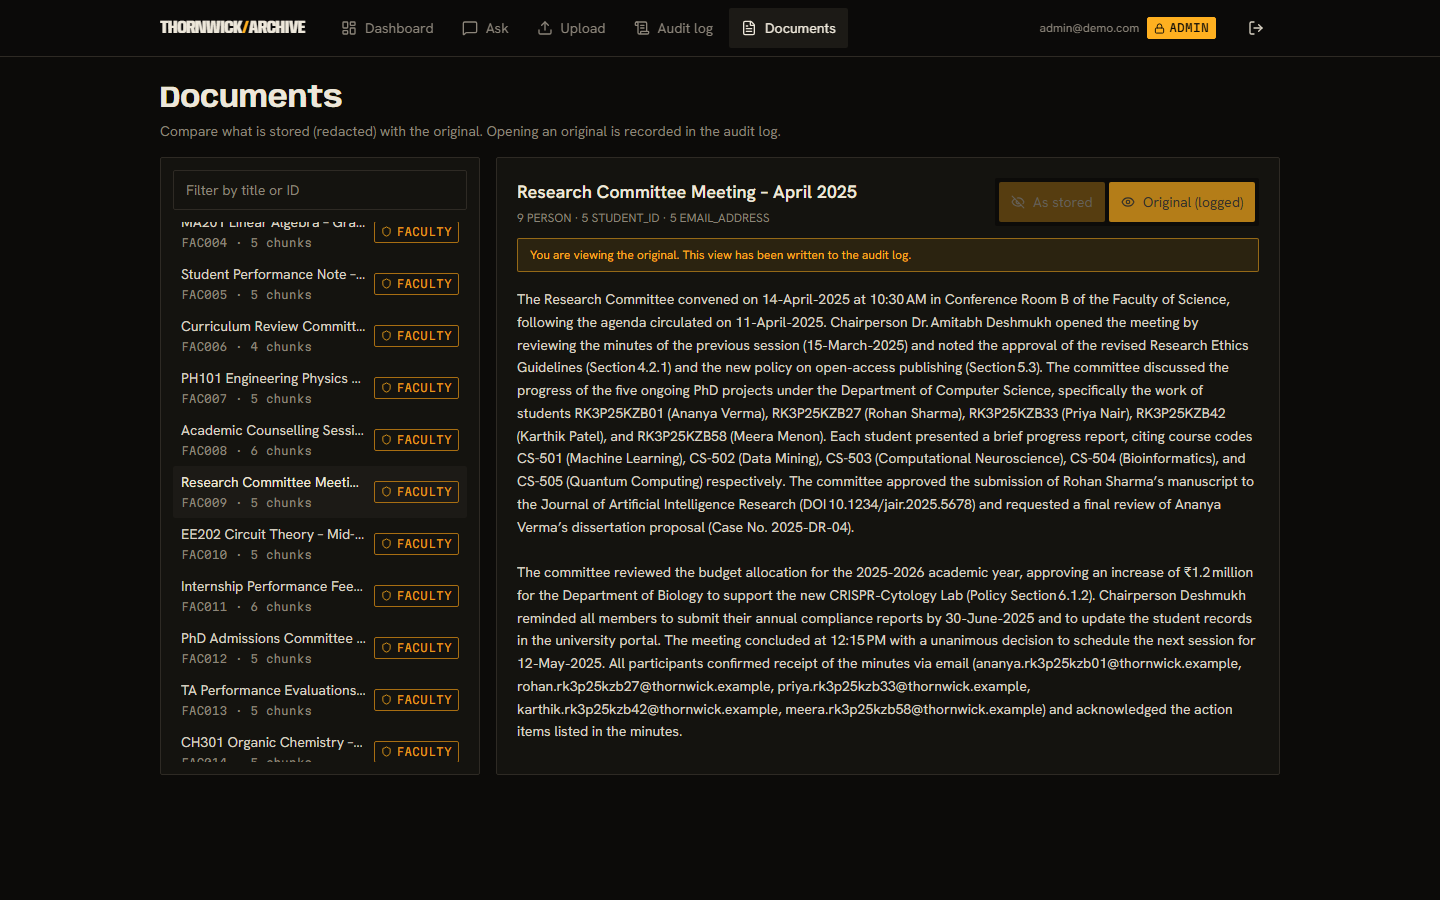 THORNWICK/ARCHIVE
Dashboard
Ask
Upload
Audit log
Documents
admin@demo.com
ADMIN
Documents
Compare what is stored (redacted) with the original. Opening an original is recorded in the audit log.
Filter by title or ID
MA201 Linear Algebra – Gra...
FAC004 · 5 chunks
FACULTY
Student Performance Note –...
FAC005 · 5 chunks
FACULTY
Curriculum Review Committ...
FAC006 · 4 chunks
FACULTY
PH101 Engineering Physics ...
FAC007 · 5 chunks
FACULTY
Academic Counselling Sessi...
FAC008 · 6 chunks
FACULTY
Research Committee Meeti...
FAC009 · 5 chunks
FACULTY
EE202 Circuit Theory – Mid-...
FAC010 · 5 chunks
FACULTY
Internship Performance Fee...
FAC011 · 6 chunks
FACULTY
PhD Admissions Committee ...
FAC012 · 5 chunks
FACULTY
TA Performance Evaluations...
FAC013 · 5 chunks
FACULTY
CH301 Organic Chemistry –...
FAC014 · 5 chunks
FACULTY
Research Committee Meeting – April 2025
9 PERSON · 5 STUDENT_ID · 5 EMAIL_ADDRESS
As stored
Original (logged)
You are viewing the original. This view has been written to the audit log.
The Research Committee convened on 14-April-2025 at 10:30 AM in Conference Room B of the Faculty of Science,
following the agenda circulated on 11-April-2025. Chairperson Dr. Amitabh Deshmukh opened the meeting by
reviewing the minutes of the previous session (15-March-2025) and noted the approval of the revised Research Ethics
Guidelines (Section 4.2.1) and the new policy on open-access publishing (Section 5.3). The committee discussed the
progress of the five ongoing PhD projects under the Department of Computer Science, specifically the work of
students RK3P25KZB01 (Ananya Verma), RK3P25KZB27 (Rohan Sharma), RK3P25KZB33 (Priya Nair), RK3P25KZB42
(Karthik Patel), and RK3P25KZB58 (Meera Menon). Each student presented a brief progress report, citing course codes
CS-501 (Machine Learning), CS-502 (Data Mining), CS-503 (Computational Neuroscience), CS-504 (Bioinformatics), and
CS-505 (Quantum Computing) respectively. The committee approved the submission of Rohan Sharma’s manuscript to
the Journal of Artificial Intelligence Research (DOI 10.1234/jair.2025.5678) and requested a final review of Ananya
Verma’s dissertation proposal (Case No. 2025-DR-04).
The committee reviewed the budget allocation for the 2025-2026 academic year, approving an increase of ₹1.2 million
for the Department of Biology to support the new CRISPR-Cytology Lab (Policy Section 6.1.2). Chairperson Deshmukh
reminded all members to submit their annual compliance reports by 30-June-2025 and to update the student records
in the university portal. The meeting concluded at 12:15 PM with a unanimous decision to schedule the next session for
12-May-2025. All participants confirmed receipt of the minutes via email (ananya.rk3p25kzb01@thornwick.example,
rohan.rk3p25kzb27@thornwick.example, priya.rk3p25kzb33@thornwick.example,
karthik.rk3p25kzb42@thornwick.example, meera.rk3p25kzb58@thornwick.example) and acknowledged the action
items listed in the minutes.